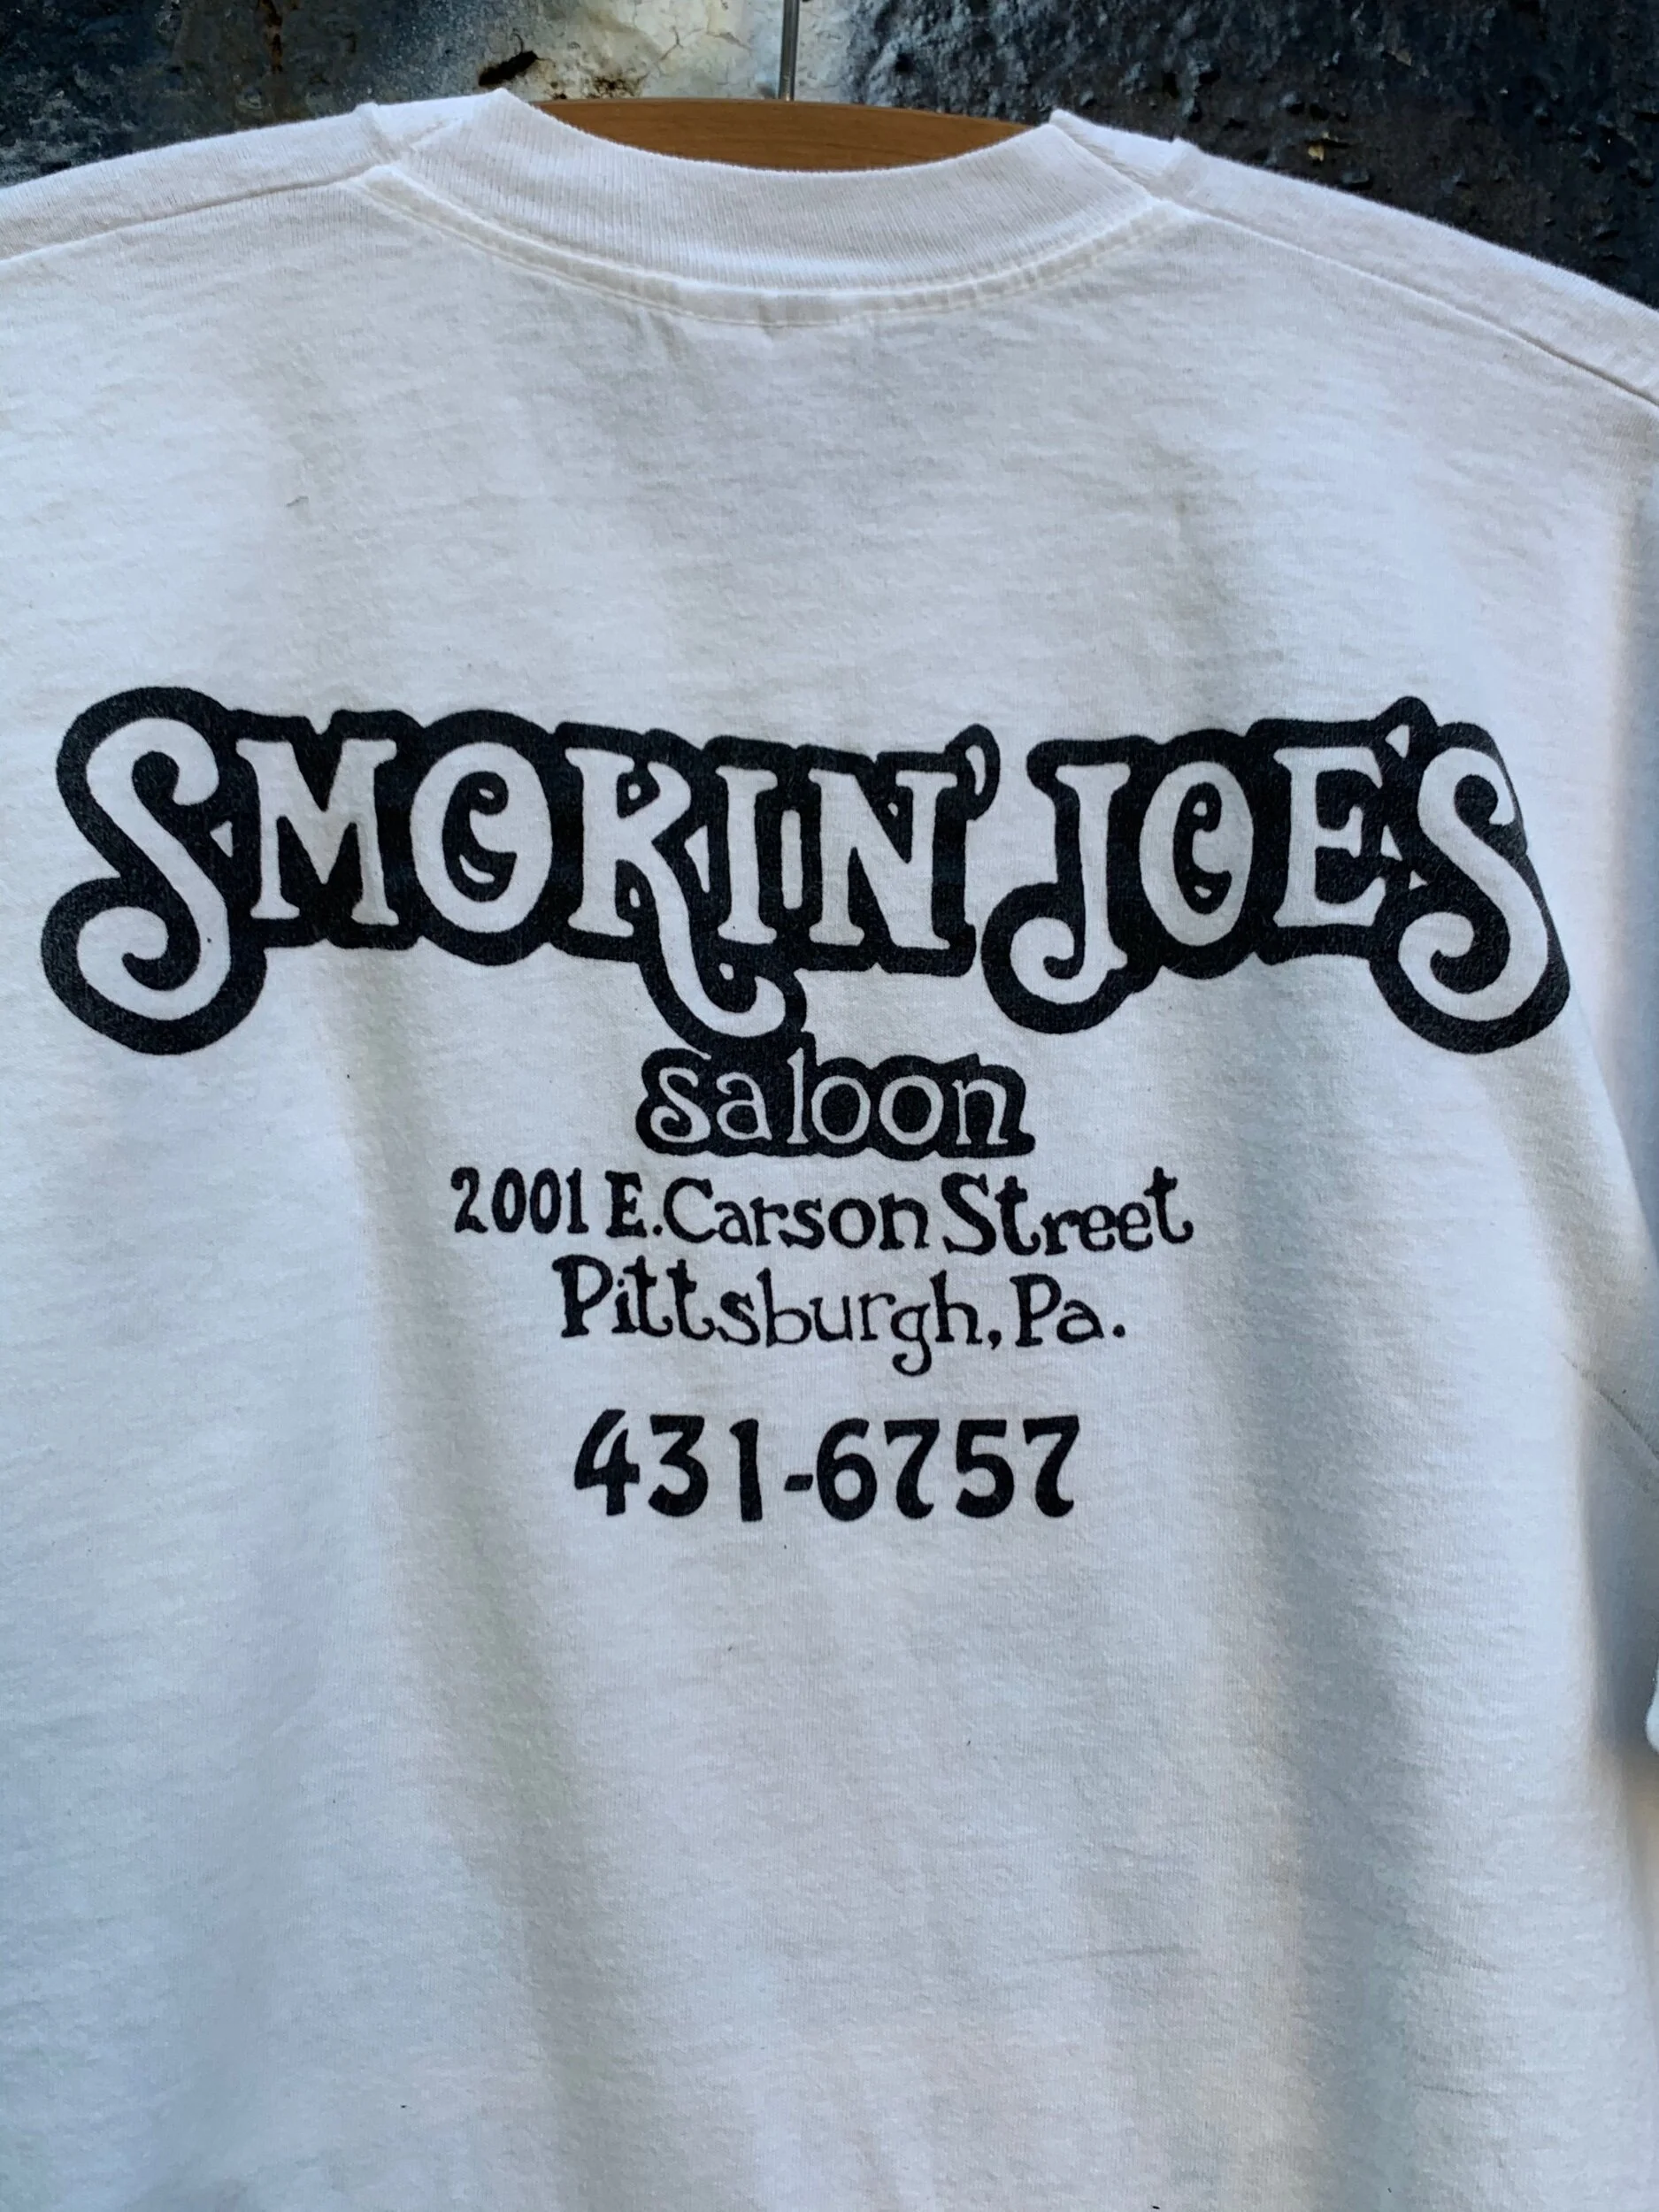 SMOKIN' JOE'S
saloon
2001 E. Carson Street
Pittsburgh, Pa.
431-6757